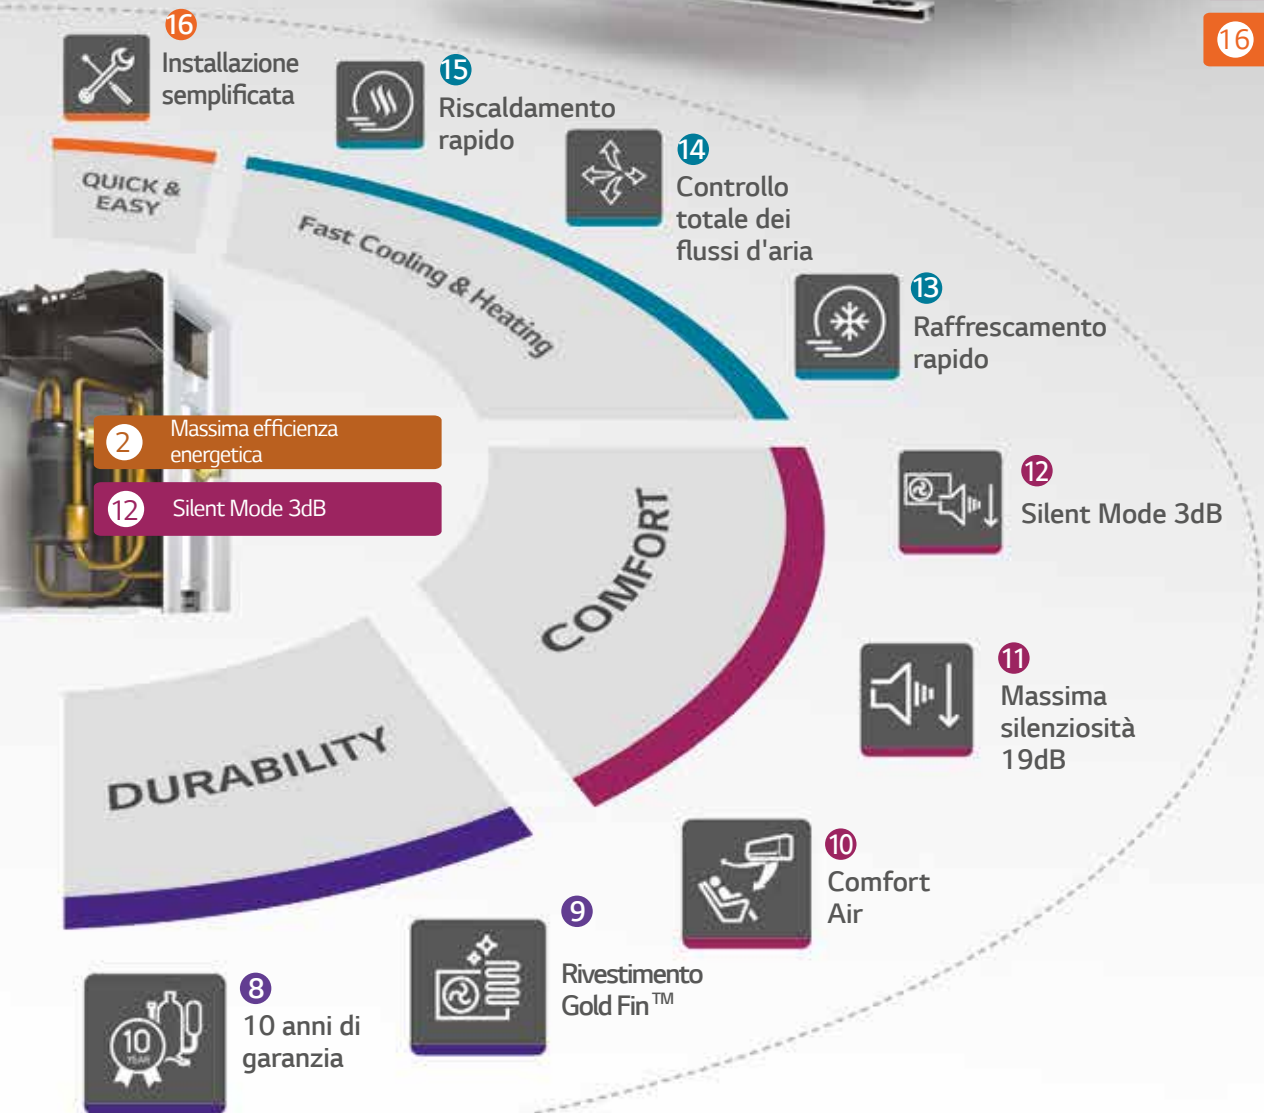 16
16
Installazione
semplificata
15
Riscaldamento
rapido
14
Controllo
totale dei
flussi d'aria
QUICK &
EASY
Fast Cooling & Heating
13
Raffrescamento
rapido
2
Massima efficienza
energetica
12
Silent Mode 3dB
12
Silent Mode 3dB
COMFORT
11
Massima
silenziosità
19dB
DURABILITY
10
Comfort
Air
9
Rivestimento
Gold Fin™
8
10 anni di
garanzia
10
YEAR